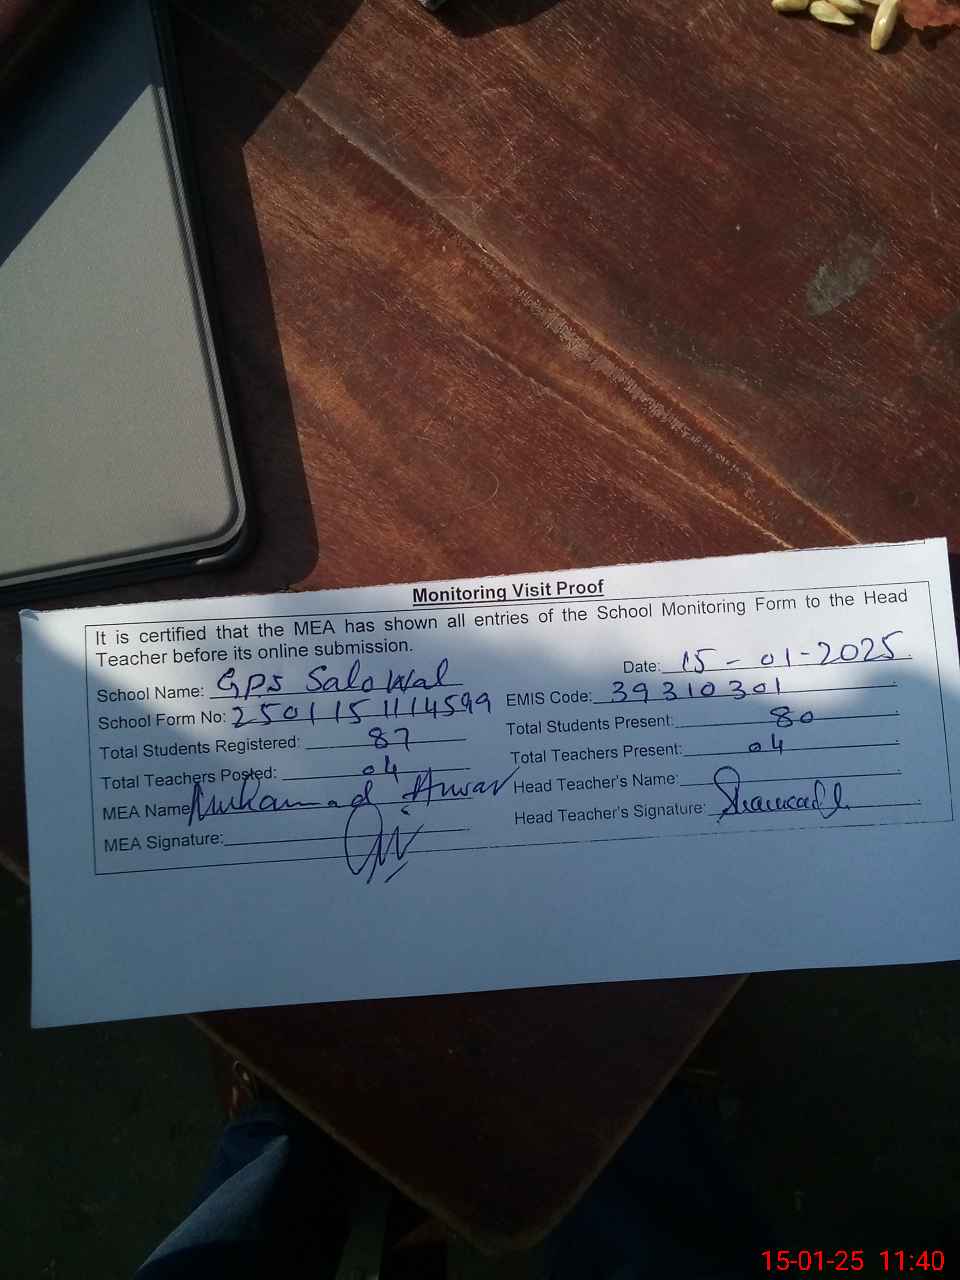 Monitoring Visit Proof
It is certified that the MEA has shown all entries of the School Monitoring Form to the Head
Teacher before its online submission.
Date: 15-01-2025
School Name: GPS Salowal
EMIS Code: 39310301
School Form No: 2501151114599
Total Students Present: 80
Total Students Registered: 87
Total Teachers Present: 04
Total Teachers Posted: 04
Head Teacher's Name:
MEA Name Muhammad Anwar
Head Teacher's Signature:
MEA Signature:
15-01-25 11:40